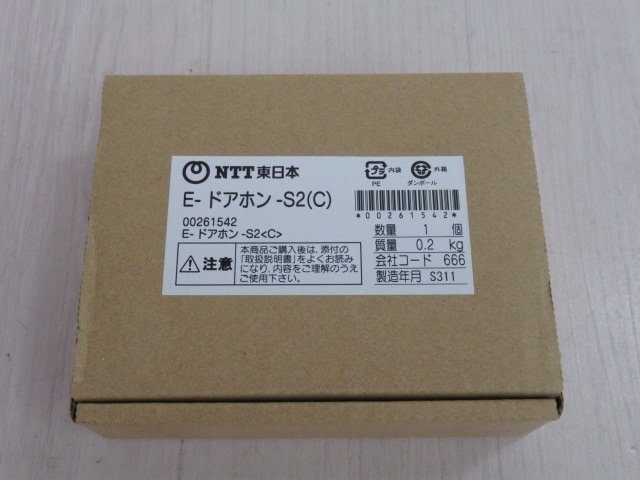 NTT東日本
E-ドアホン-S2(C)
00261542
E-ドアホン-S2<C>
注意
本商品ご購入後は、添付の
「取扱説明書」をよくお読み
になり、内容をご理解のうえ
ご使用下さい。
プラ 内袋 外箱
PE ダンボール
*00261542*
数量 1 個
質量 0.2 kg
会社コード 666
製造年月 S311